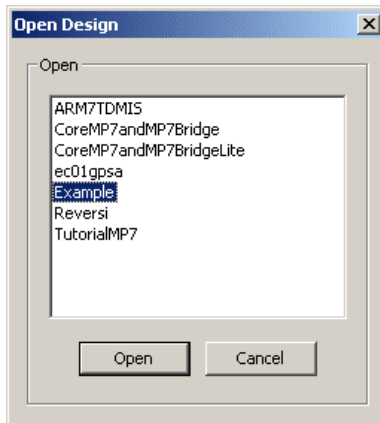 Open Design
Open
ARM7TDMIS
CoreMP7andMP7Bridge
CoreMP7andMP7BridgeLite
ec01gpsa
Example
Reversi
TutorialMP7
Open
Cancel